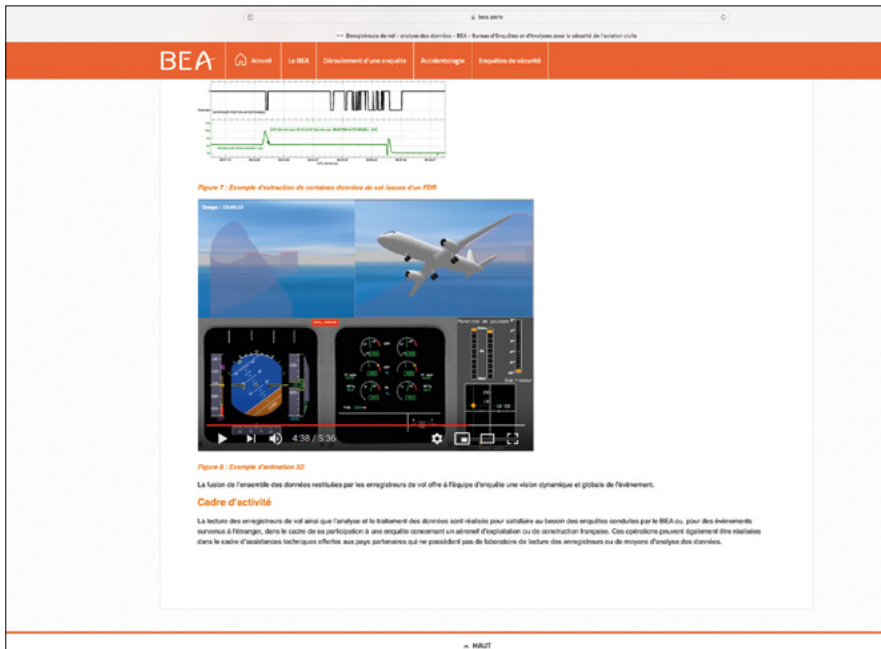 bea.aero
Enregistreurs de vol - analyse des données - BEA - Bureau d'Enquêtes et d'Analyses pour la sécurité de l'aviation civile
BEA
Accueil
Le BEA
Déroulement d'une enquête
Accidentologie
Enquêtes de sécurité
Figure 7 : Exemple d'extraction de certaines données de vol issues d'un FDR
4:38 / 5:36
Figure 8 : Exemple d'animation 3D
La fusion de l'ensemble des données restituées par les enregistreurs de vol offre à l'équipe d'enquête une vision dynamique et globale de l'événement.
Cadre d'activité
La lecture des enregistreurs de vol ainsi que l'analyse et le traitement des données sont réalisés pour satisfaire au besoin des enquêtes conduites par le BEA ou, pour des événements
survenus à l'étranger, dans le cadre de sa participation à une enquête concernant un aéronef d'exploitation ou de construction française. Ces opérations peuvent également être réalisées
dans le cadre d'assistances techniques offertes aux pays partenaires qui ne possèdent pas de laboratoire de lecture des enregistreurs ou de moyens d'analyse des données.
HAUT